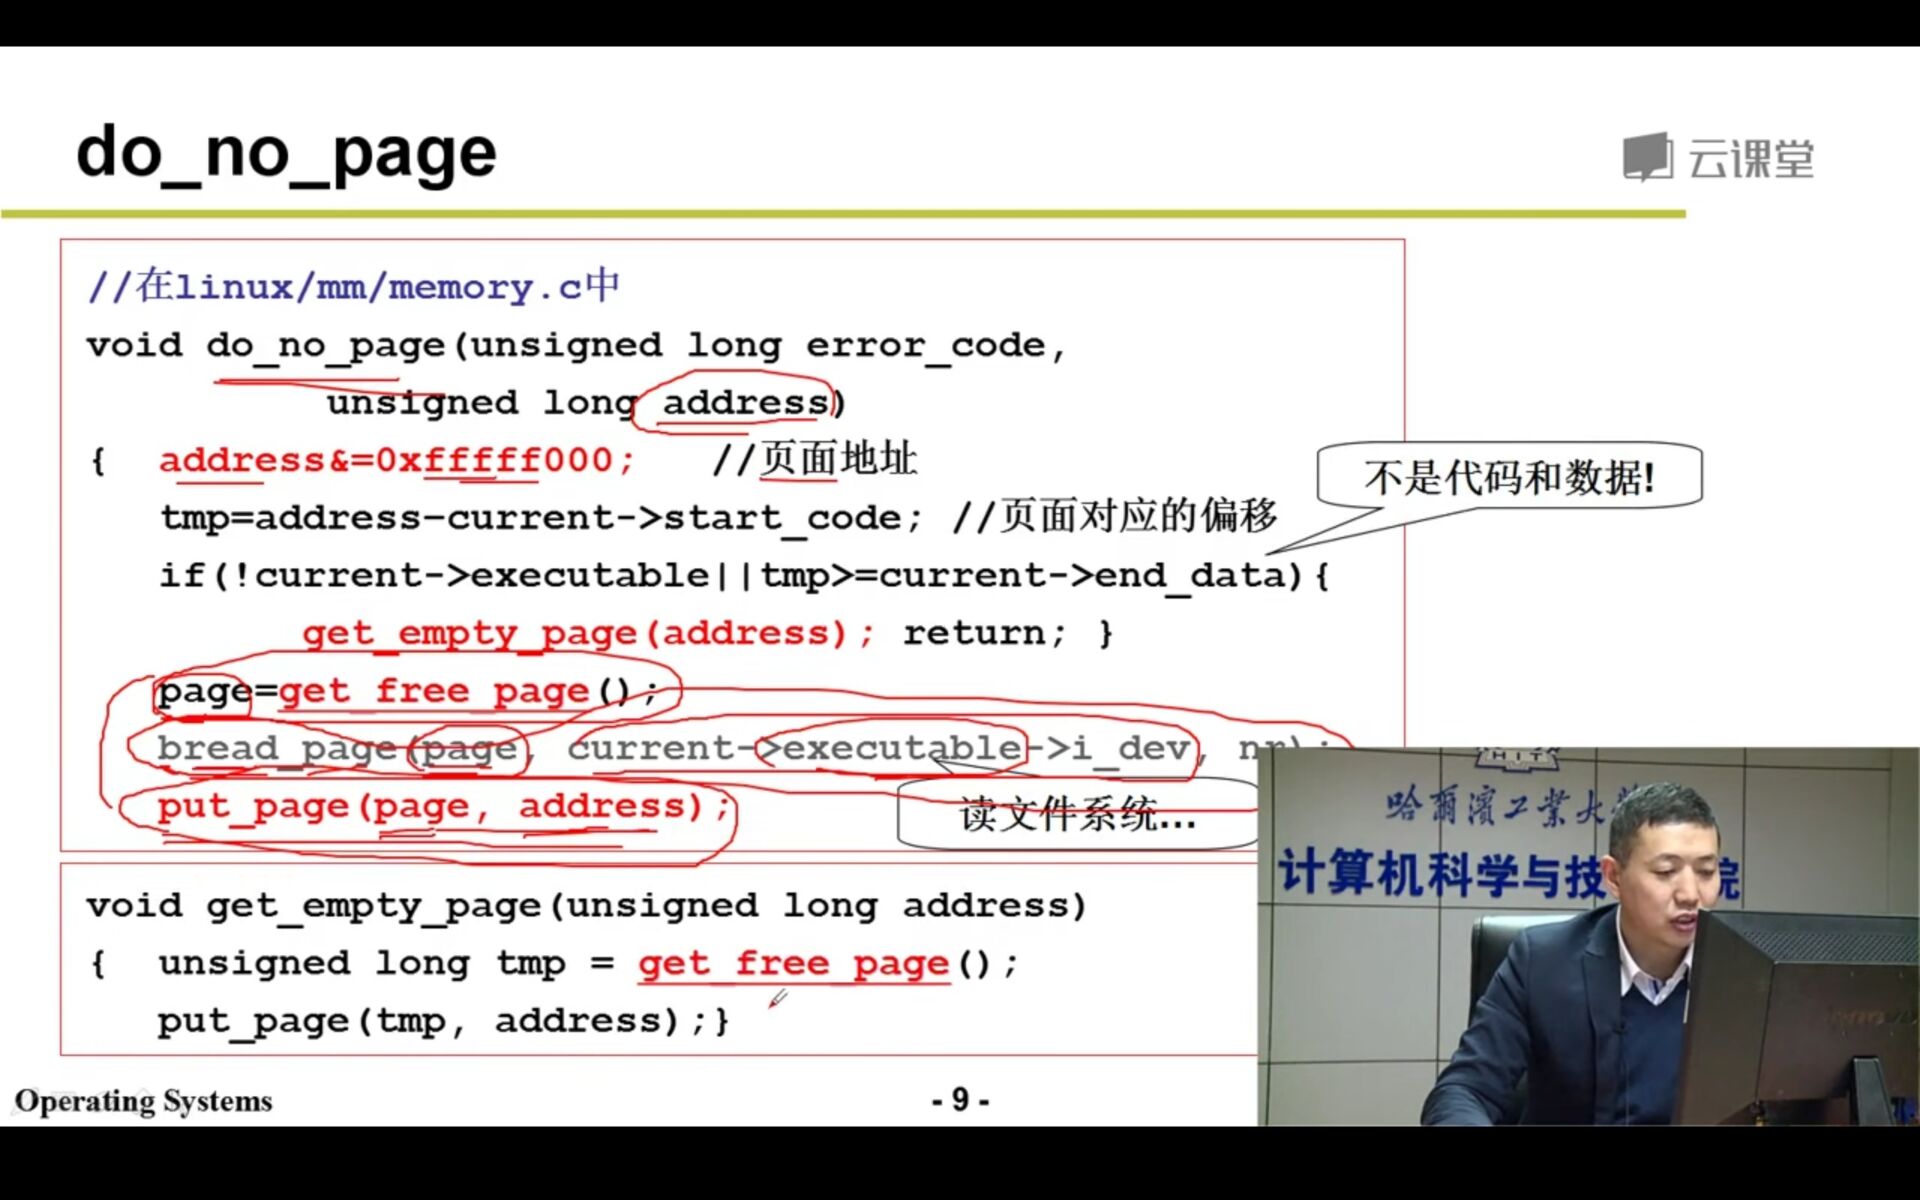 do_no_page
云课堂
//在linux/mm/memory.c中
void do_no_page(unsigned long error_code,
unsigned long address)
{ address&=0xfffff000; //页面地址
不是代码和数据!
tmp=address-current->start_code; //页面对应的偏移
if(!current->executable||tmp>=current->end_data){
get_empty_page(address); return; }
page=get_free_page();
bread_page(page, current->executable->i_dev, nr);
put_page(page, address);
读文件系统...
void get_empty_page(unsigned long address)
{ unsigned long tmp = get_free_page();
put_page(tmp, address);}
Operating Systems
- 9 -
HIT
哈爾濱工業大
计算机科学与技 院